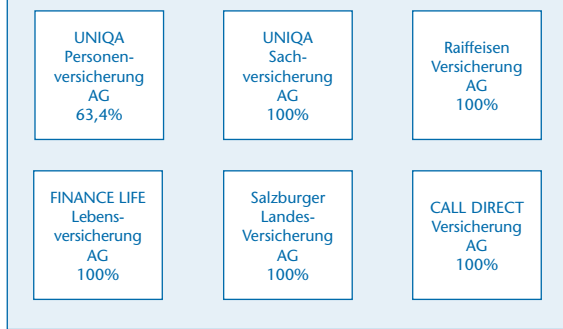 UNIQA
Personen-
versicherung
AG
63,4%
UNIQA
Sach-
versicherung
AG
100%
Raiffeisen
Versicherung
AG
100%
FINANCE LIFE
Lebens-
versicherung
AG
100%
Salzburger
Landes-
Versicherung
AG
100%
CALL DIRECT
Versicherung
AG
100%